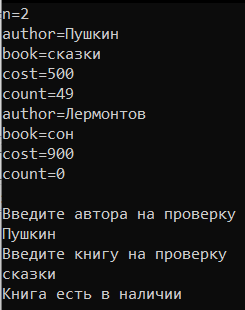 n=2
author=Пушкин
book=сказки
cost=500
count=49
author=Лермонтов
book=сон
cost=900
count=0
Введите автора на проверку
Пушкин
Введите книгу на проверку
сказки
Книга есть в наличии